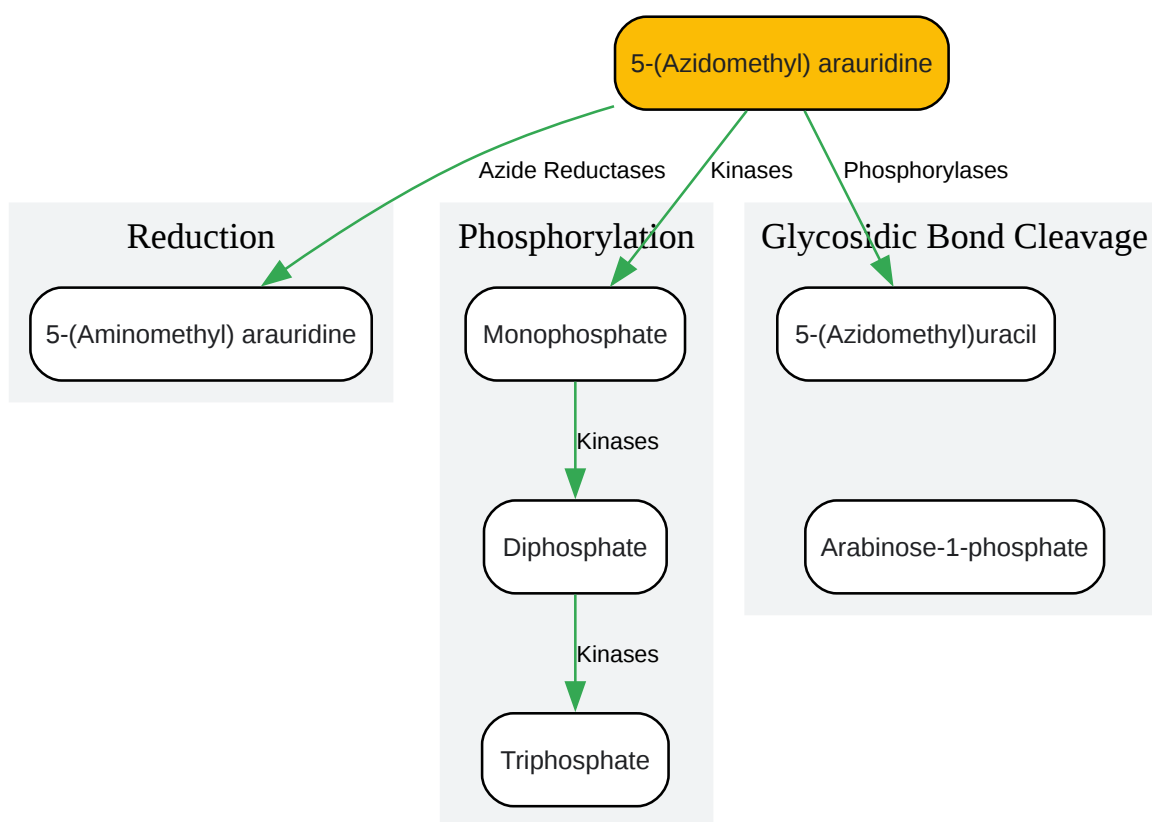 5-(Azidomethyl) arauridine
Azide Reductases
Kinases
Phosphorylases
Reduction
Phosphorylation
Glycosidic Bond Cleavage
5-(Aminomethyl) arauridine
Monophosphate
5-(Azidomethyl)uracil
Kinases
Diphosphate
Arabinose-1-phosphate
Kinases
Triphosphate